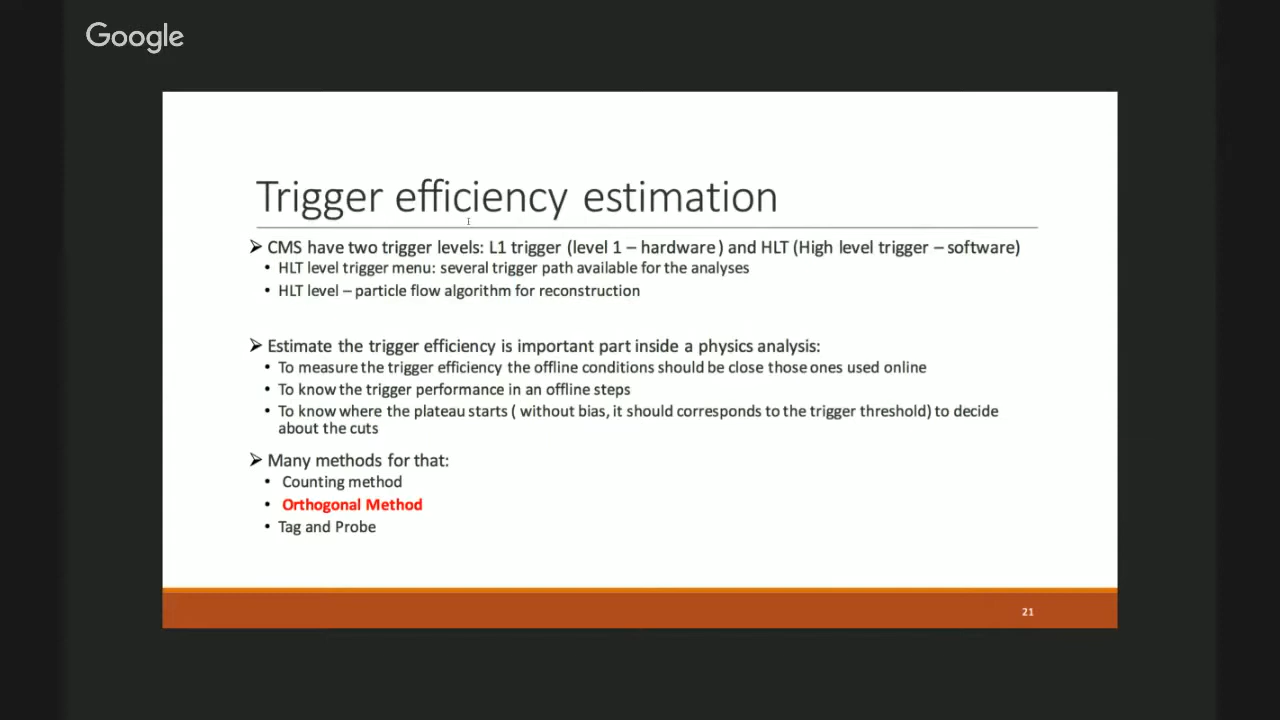 Google
Trigger efficiency estimation
➢ CMS have two trigger levels: L1 trigger (level 1 – hardware ) and HLT (High level trigger – software)
• HLT level trigger menu: several trigger path available for the analyses
• HLT level – particle flow algorithm for reconstruction
➢ Estimate the trigger efficiency is important part inside a physics analysis:
• To measure the trigger efficiency the offline conditions should be close those ones used online
• To know the trigger performance in an offline steps
• To know where the plateau starts ( without bias, it should corresponds to the trigger threshold) to decide
about the cuts
➢ Many methods for that:
• Counting method
• Orthogonal Method
• Tag and Probe
21